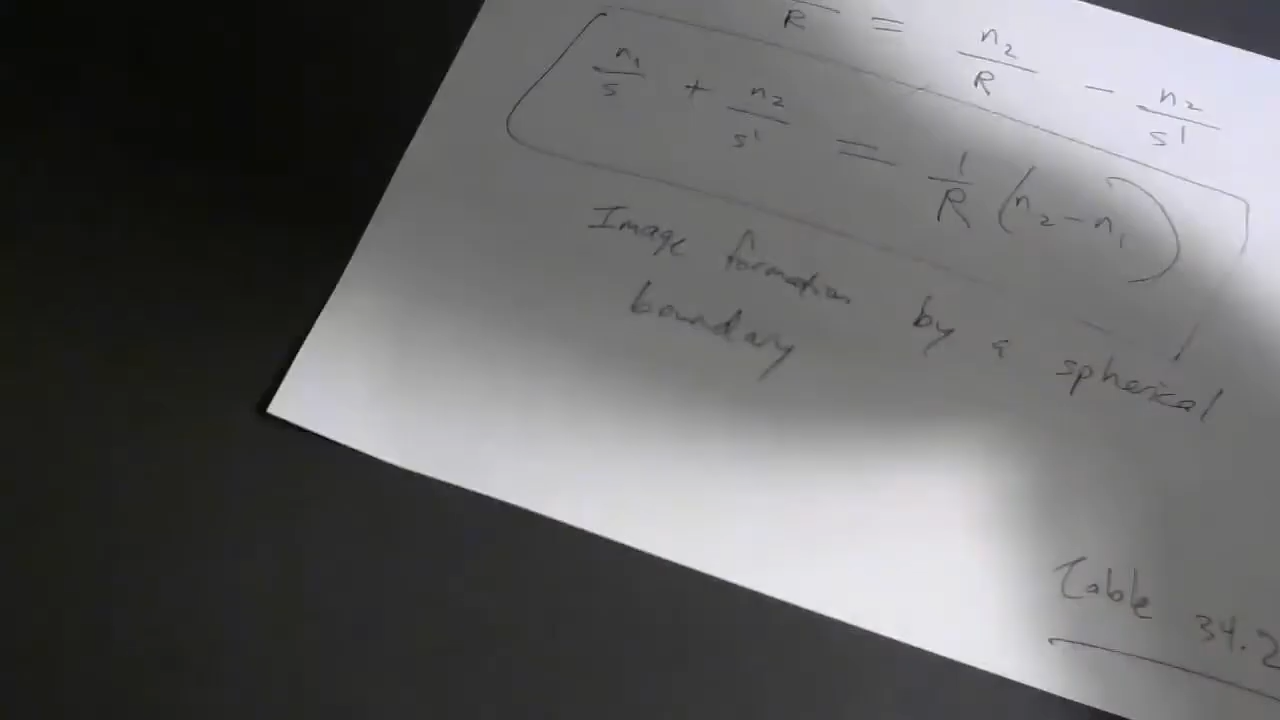 /R = n₂/R - n₂/s'
n₁/s + n₂/s' = 1/R (n₂-n₁)
Image formation by a spherical
boundary
Table 34.2